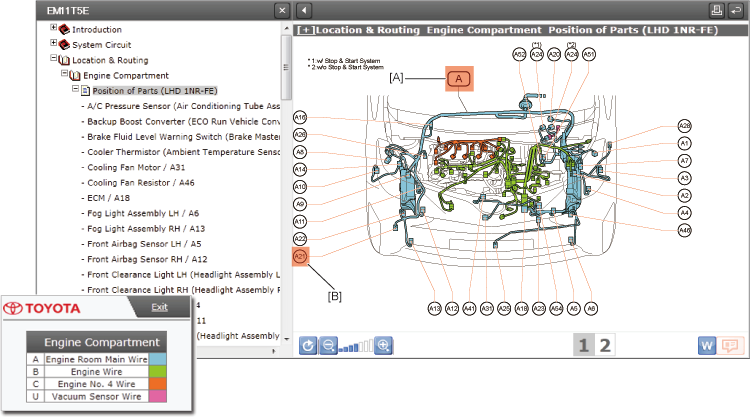 EM11T5E
Introduction
System Circuit
Location & Routing
Engine Compartment
Position of Parts (LHD 1NR-FE)
- A/C Pressure Sensor (Air Conditioning Tube Ass
- Backup Boost Converter (ECO Run Vehicle Conv
- Brake Fluid Level Warning Switch (Brake Master
- Cooler Thermistor (Ambient Temperature Senso
- Cooling Fan Motor / A31
- Cooling Fan Resistor / A46
- ECM / A18
- Fog Light Assembly LH / A6
- Fog Light Assembly RH / A13
- Front Airbag Sensor LH / A5
- Front Airbag Sensor RH / A12
- Front Clearance Light LH (Headlight Assembly L
- Front Clearance Light RH (Headlight Assembly F
4
11
(Headlight Assembly
TOYOTA
Exit
Engine Compartment
A Engine Room Main Wire
B Engine Wire
C Engine No. 4 Wire
U Vacuum Sensor Wire
[+]Location & Routing Engine Compartment Position of Parts (LHD 1NR-FE)
* 1 w/ Stop & Start System
* 2 w/o Stop & Start System
(*1) (*2)
A52 A24 A20 A24 A51
[A] A
A16
A26
A8
A14
A10
A9
A11
A22
A21
[B]
A28
A1
A7
A3
A2
A4
A46
A13 A12 A41 A31 A25 A18 A23 A54 A5 A6
1 2
W